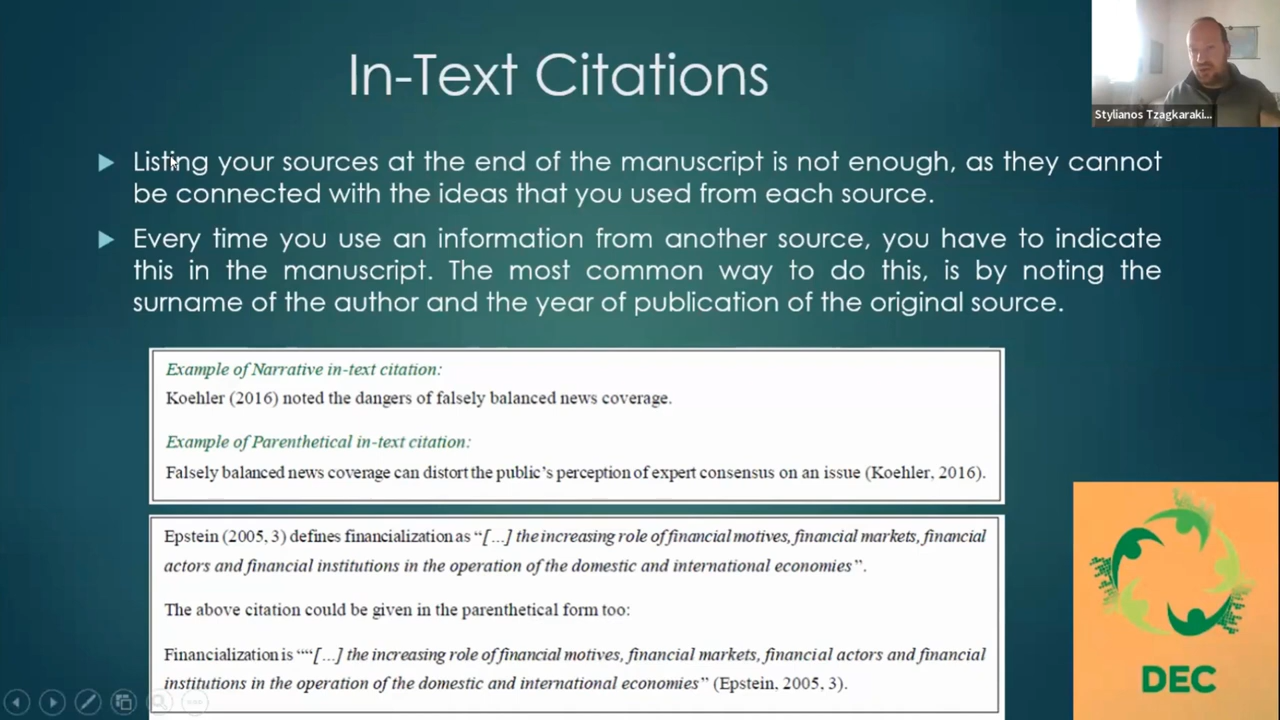 In-Text Citations
Stylianos Tzagkaraki...
Listing your sources at the end of the manuscript is not enough, as they cannot
be connected with the ideas that you used from each source.
Every time you use an information from another source, you have to indicate
this in the manuscript. The most common way to do this, is by noting the
surname of the author and the year of publication of the original source.
Example of Narrative in-text citation:
Koehler (2016) noted the dangers of falsely balanced news coverage.
Example of Parenthetical in-text citation:
Falsely balanced news coverage can distort the public's perception of expert consensus on an issue (Koehler, 2016).
Epstein (2005, 3) defines financialization as “[...] the increasing role of financial motives, financial markets, financial
actors and financial institutions in the operation of the domestic and international economies”.
The above citation could be given in the parenthetical form too:
Financialization is ““[...] the increasing role of financial motives, financial markets, financial actors and financial
institutions in the operation of the domestic and international economies” (Epstein, 2005, 3).
DEC